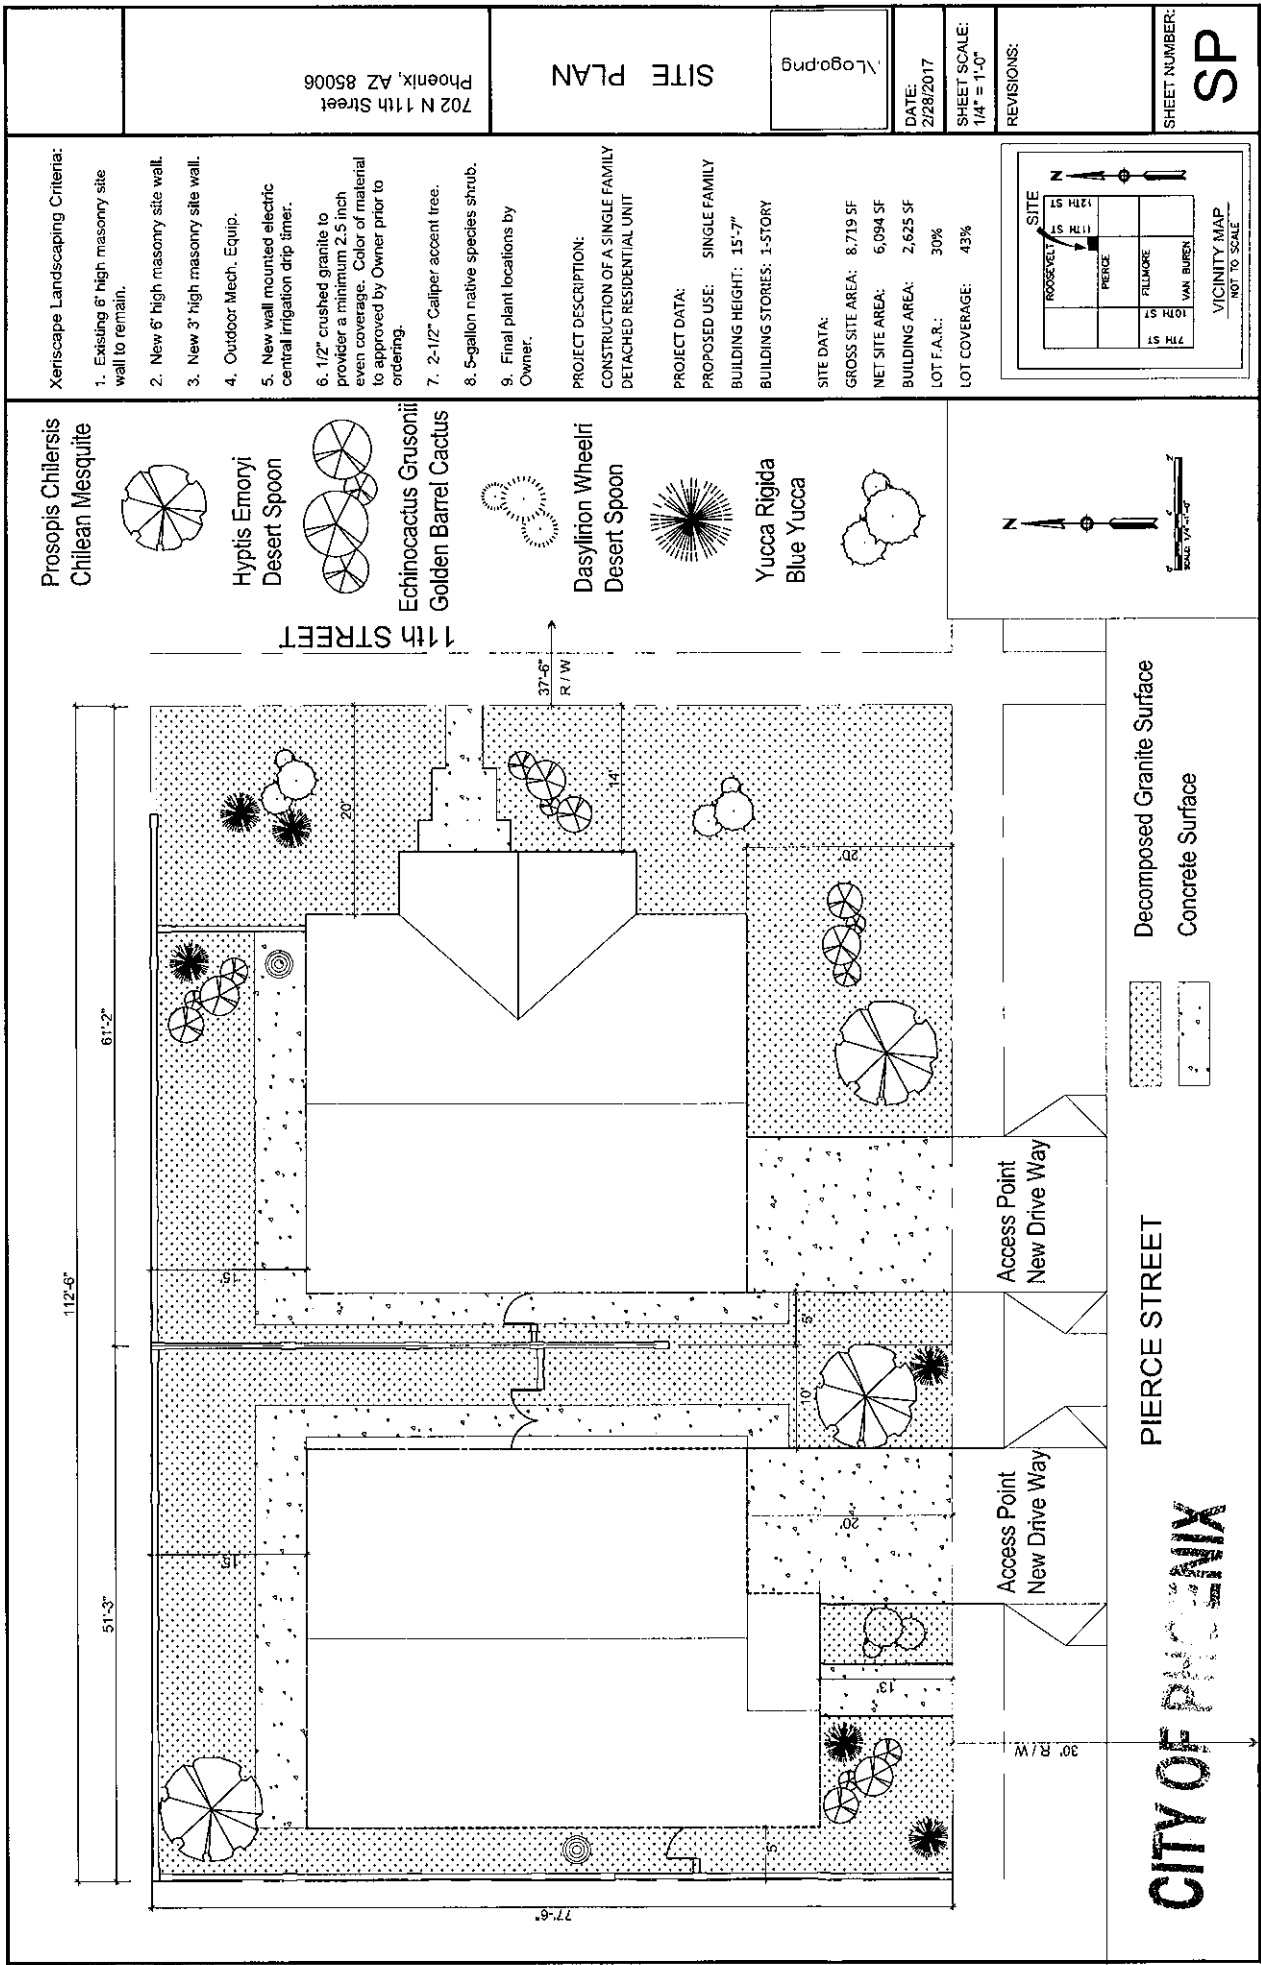 Prosopis Chilersis
Chilean Mesquite
Hyptis Emoryi
Desert Spoon
Echinocactus Grusonii
Golden Barrel Cactus
Dasylirion Wheelri
Desert Spoon
Yucca Rigida
Blue Yucca
Xeriscape Landscaping Criteria:
1. Existing 6' high masonry site
wall to remain.
2. New 6' high masonry site wall.
3. New 3' high masonry site wall.
4. Outdoor Mech. Equip.
5. New wall mounted electric
central irrigation drip timer.
6. 1/2" crushed granite to
provider a minimum 2.5 inch
even coverage. Color of material
to approved by Owner prior to
ordering.
7. 2-1/2" Caliper accent tree.
8. 5-gallon native species shrub.
9. Final plant locations by
Owner.
PROJECT DESCRIPTION:
CONSTRUCTION OF A SINGLE FAMILY
DETACHED RESIDENTIAL UNIT
PROJECT DATA:
PROPOSED USE: SINGLE FAMILY
BUILDING HEIGHT: 15'-7"
BUILDING STORIES: 1-STORY
SITE DATA:
GROSS SITE AREA: 8,719 SF
NET SITE AREA: 6,094 SF
BUILDING AREA: 2,625 SF
LOT F.A.R.: 30%
LOT COVERAGE: 43%
SITE
ROOSEVELT
PIERCE
FILLMORE
VAN BUREN
7TH ST
10TH ST
11TH ST
12TH ST
N
VICINITY MAP
NOT TO SCALE
702 N 11th Street
Phoenix, AZ 85006
SITE PLAN
.\Logo.png
DATE:
2/28/2017
SHEET SCALE:
1/4" = 1'-0"
REVISIONS:
SHEET NUMBER:
SP
112'-6"
51'-3"
61'-2"
77'-6"
15'
15'
20'
14'
20'
20'
13'
10'
5'
5'
37'-6"
R / W
30' R / W
11th STREET
N
SCALE: 1/4"=1'-0"
Access Point
New Drive Way
Access Point
New Drive Way
PIERCE STREET
Decomposed Granite Surface
Concrete Surface
CITY OF PHOENIX